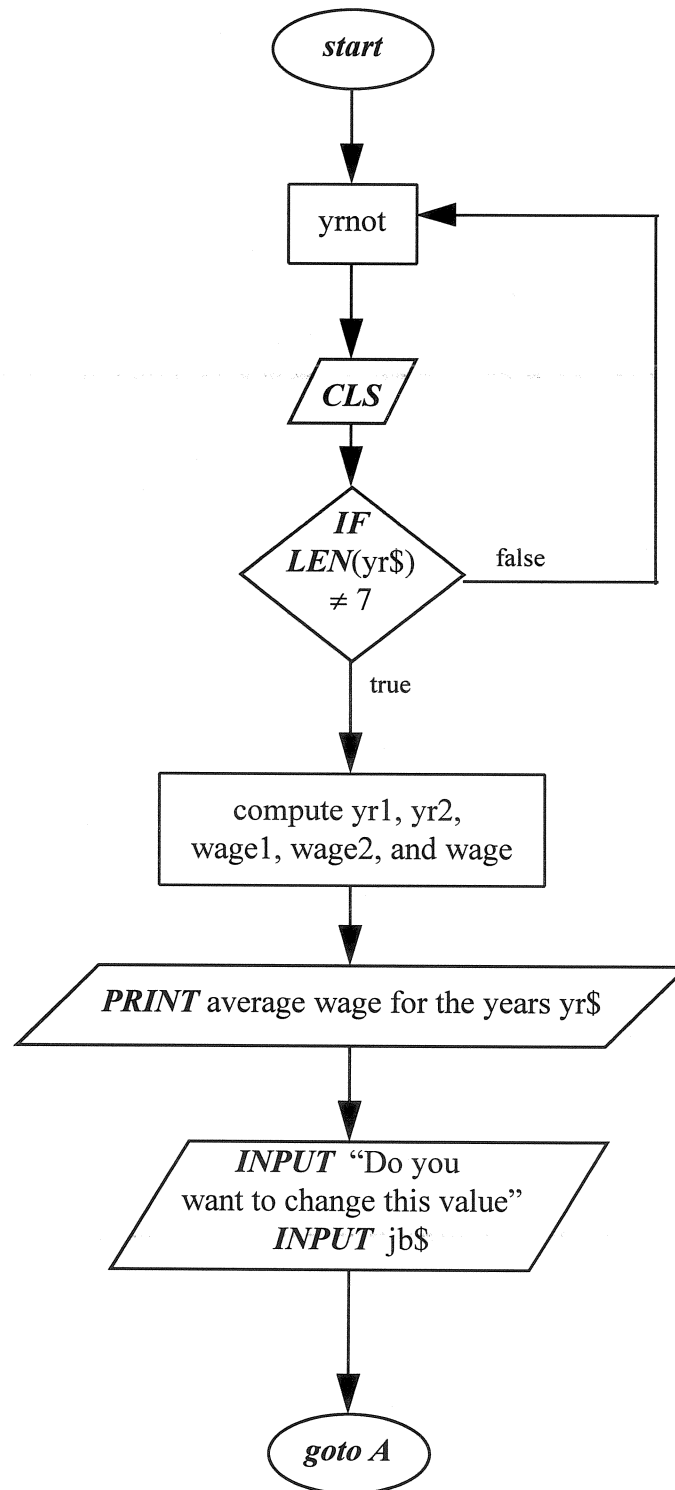 start
yrnot
CLS
IF
LEN(yr$)
≠ 7
false
true
compute yr1, yr2,
wage1, wage2, and wage
PRINT average wage for the years yr$
INPUT “Do you
want to change this value”
INPUT jb$
goto A